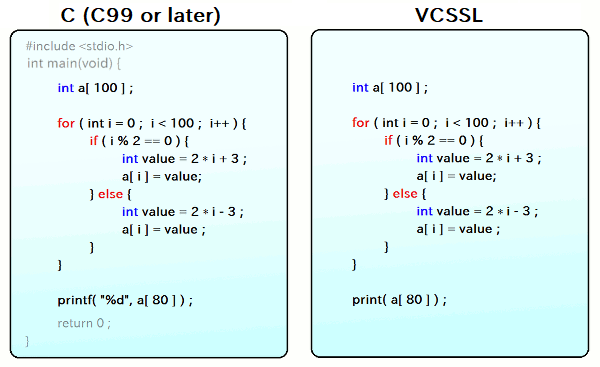 C (C99 or later)
#include <stdio.h>
int main(void) {
int a[ 100 ] ;
for ( int i = 0 ; i < 100 ; i++ ) {
if ( i % 2 == 0 ) {
int value = 2 * i + 3 ;
a[ i ] = value;
} else {
int value = 2 * i - 3 ;
a[ i ] = value ;
}
}
printf( "%d", a[ 80 ] ) ;
return 0 ;
}
VCSSL
int a[ 100 ] ;
for ( int i = 0 ; i < 100 ; i++ ) {
if ( i % 2 == 0 ) {
int value = 2 * i + 3 ;
a[ i ] = value;
} else {
int value = 2 * i - 3 ;
a[ i ] = value ;
}
}
print( a[ 80 ] ) ;